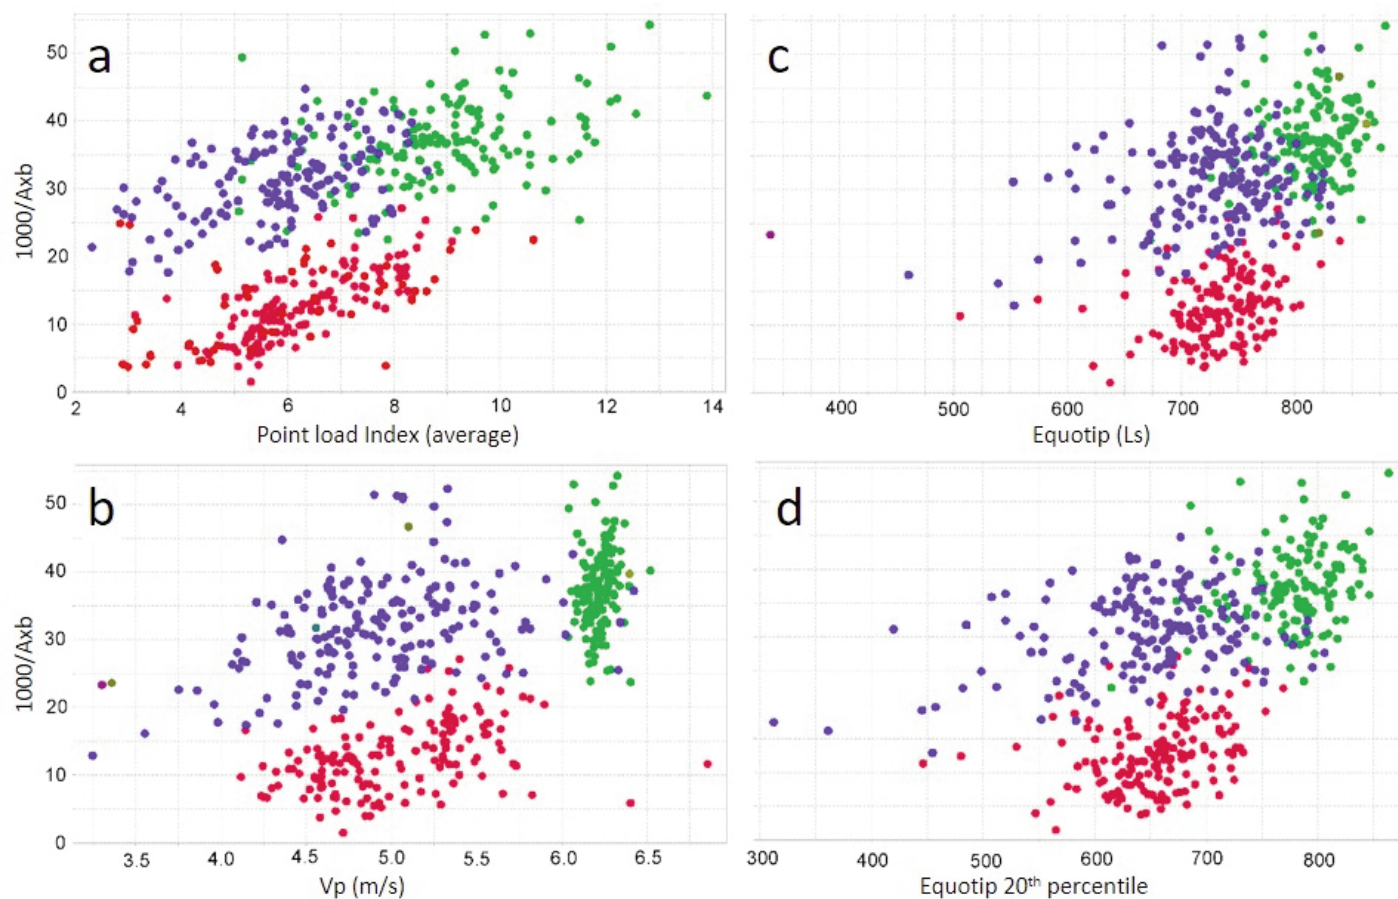 a
50
40
30
20
10
0
1000/Axb
2 4 6 8 10 12 14
Point load Index (average)
c
400 500 600 700 800
Equotip (Ls)
b
50
40
30
20
10
0
1000/Axb
3.5 4.0 4.5 5.0 5.5 6.0 6.5
Vp (m/s)
d
300 400 500 600 700 800
Equotip 20th percentile